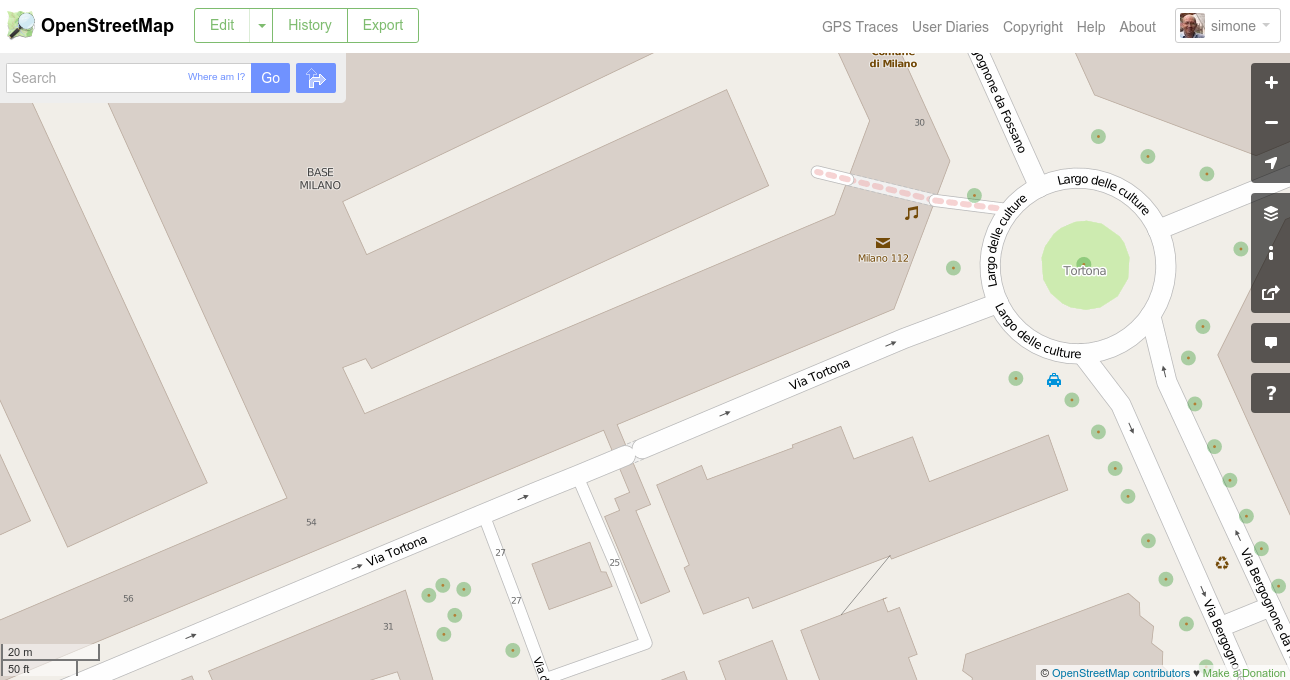 OpenStreetMap
Edit
History
Export
GPS Traces
User Diaries
Copyright
Help
About
simone
Search
Where am I?
Go
Comune
di Milano
30
BASE
MILANO
Via Bergognone da Fossano
Largo delle culture
Largo delle culture
Largo delle culture
Tortona
Milano 112
Via Tortona
54
Via Tortona
27
25
27
56
31
Via Bergognone da F
Via Bergognone
Via d
20 m
50 ft
?
© OpenStreetMap contributors ♥ Make a Donation